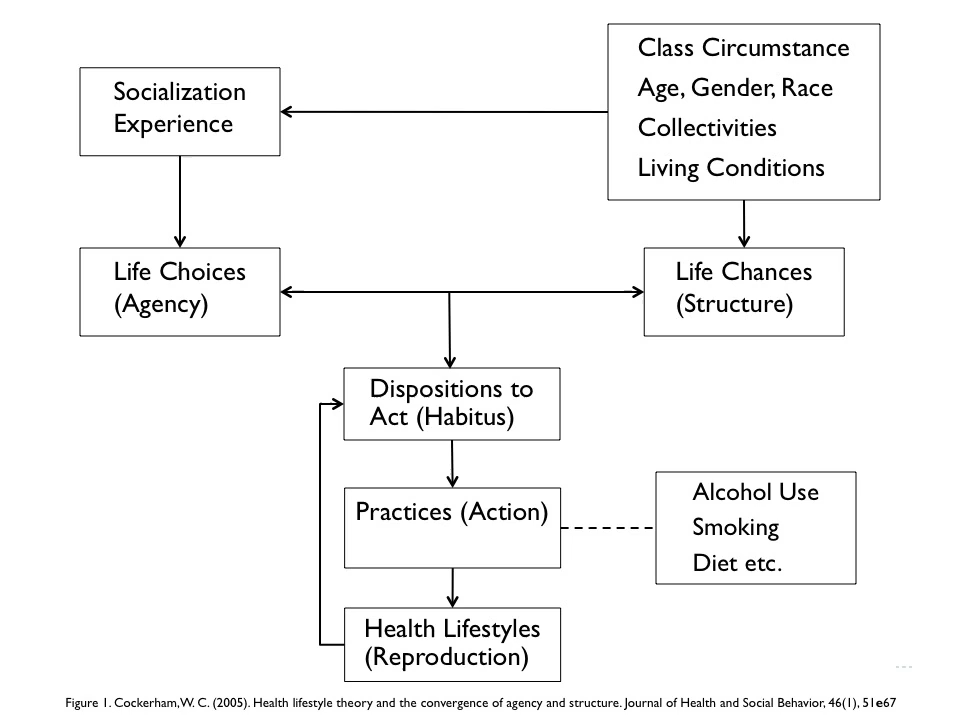 Class Circumstance
Age, Gender, Race
Collectivities
Living Conditions
Socialization
Experience
Life Choices
(Agency)
Life Chances
(Structure)
Dispositions to
Act (Habitus)
Practices (Action)
Alcohol Use
Smoking
Diet etc.
Health Lifestyles
(Reproduction)
Figure 1. Cockerham, W. C. (2005). Health lifestyle theory and the convergence of agency and structure. Journal of Health and Social Behavior, 46(1), 51e67